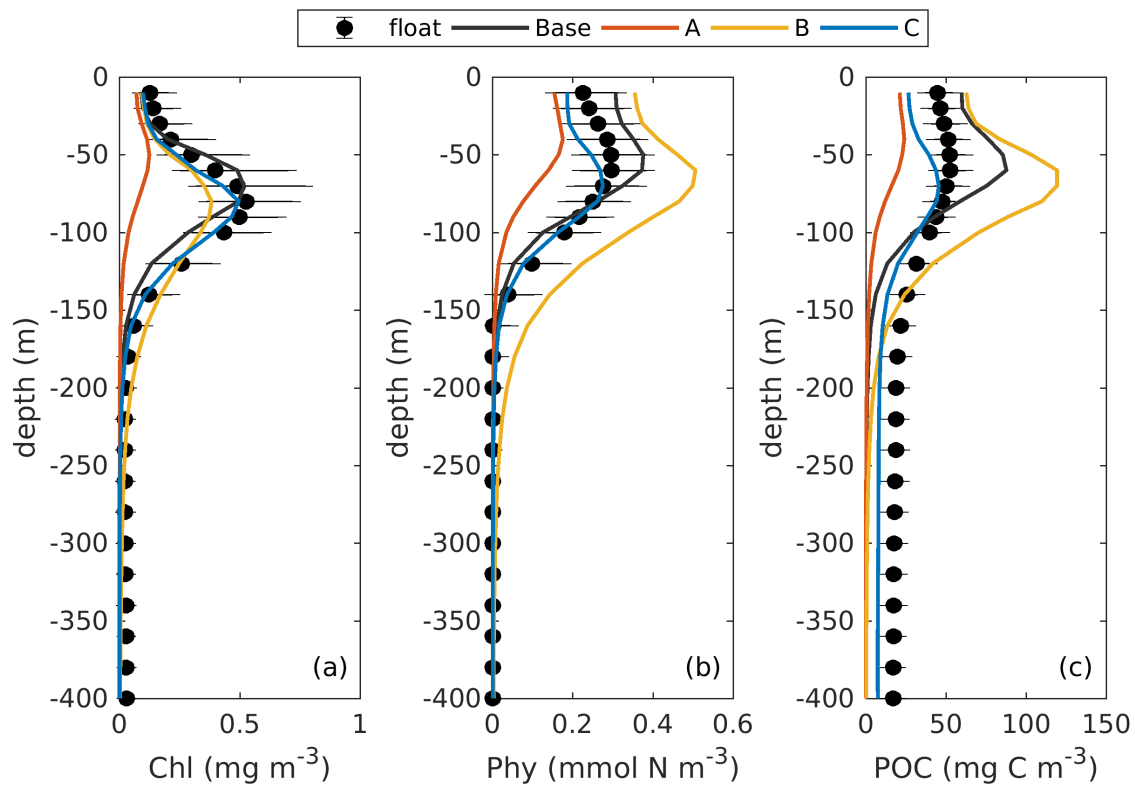 float Base A B C
0
-50
-100
-150
-200
-250
-300
-350
-400
depth (m)
0 0.5 1
Chl (mg m⁻³)
(a)
0
-50
-100
-150
-200
-250
-300
-350
-400
depth (m)
0 0.2 0.4 0.6
Phy (mmol N m⁻³)
(b)
0
-50
-100
-150
-200
-250
-300
-350
-400
depth (m)
0 50 100 150
POC (mg C m⁻³)
(c)